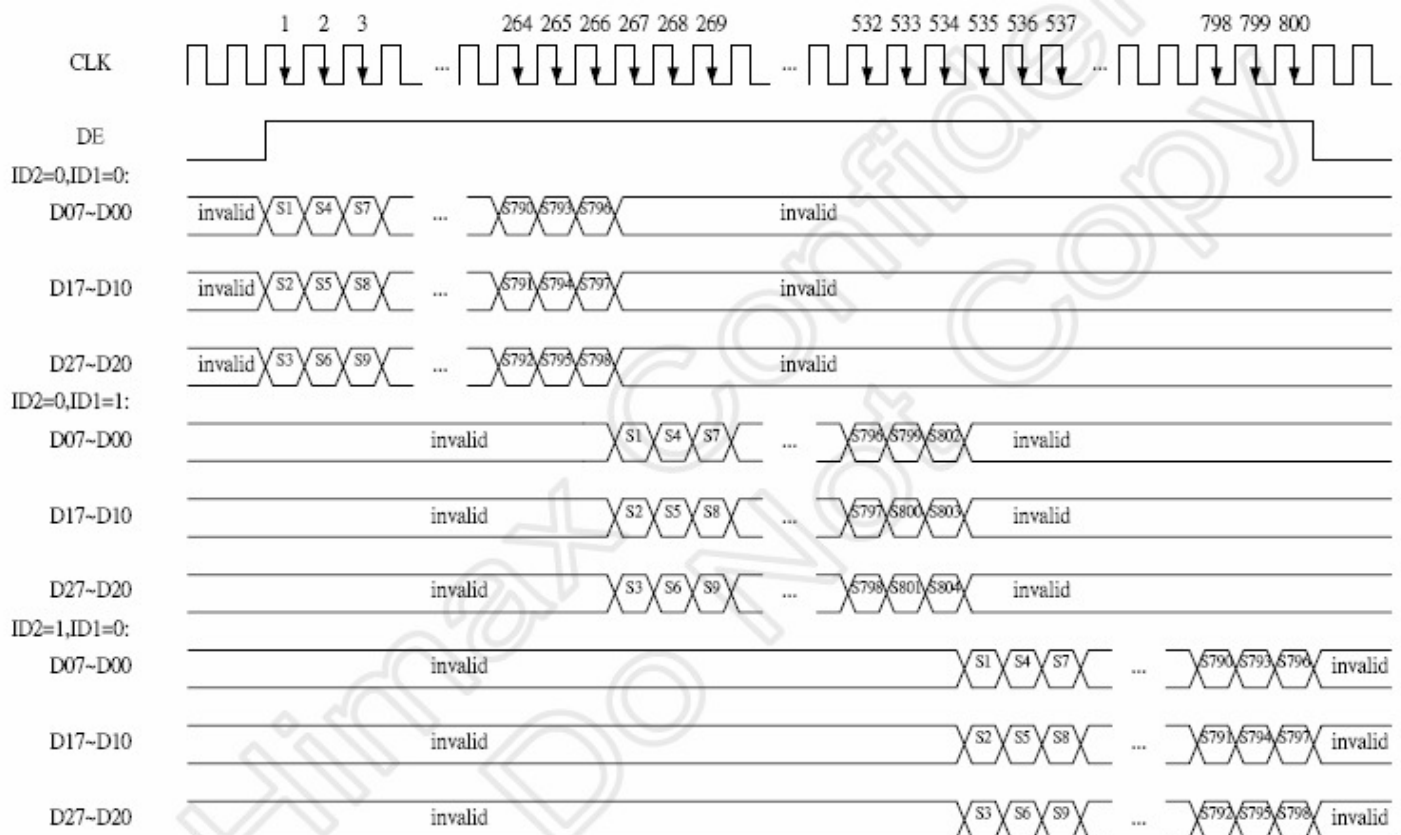 1 2 3 264 265 266 267 268 269 532 533 534 535 536 537 798 799 800
CLK ... ... ...
DE
ID2=0,ID1=0:
D07~D00 invalid S1 S4 S7 ... S790 S793 S796 invalid
D17~D10 invalid S2 S5 S8 ... S791 S794 S797 invalid
D27~D20 invalid S3 S6 S9 ... S792 S795 S798 invalid
ID2=0,ID1=1:
D07~D00 invalid S1 S4 S7 ... S796 S799 S802 invalid
D17~D10 invalid S2 S5 S8 ... S797 S800 S803 invalid
D27~D20 invalid S3 S6 S9 ... S798 S801 S804 invalid
ID2=1,ID1=0:
D07~D00 invalid S1 S4 S7 ... S790 S793 S796 invalid
D17~D10 invalid S2 S5 S8 ... S791 S794 S797 invalid
D27~D20 invalid S3 S6 S9 ... S792 S795 S798 invalid
Himax Confiden
Do Not Copy